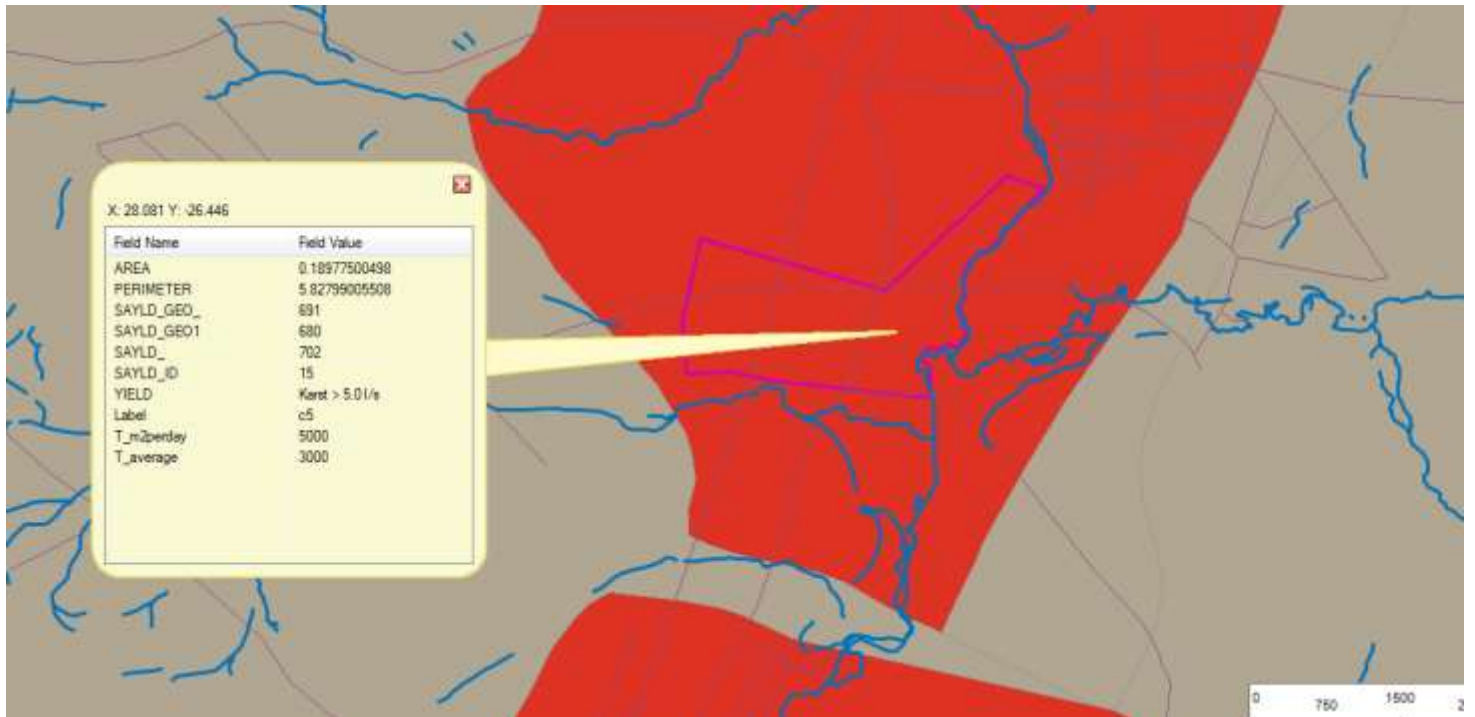 X: 28.081 Y: -26.446
Field Name Field Value
AREA 0.18977500498
PERIMETER 5.82799005508
SAYLD_GEO_ 691
SAYLD_GEO1 680
SAYLD_ 702
SAYLD_ID 15
YIELD Karst > 5.0 l/s
Label c5
T_m2perday 5000
T_average 3000
0 750 1500